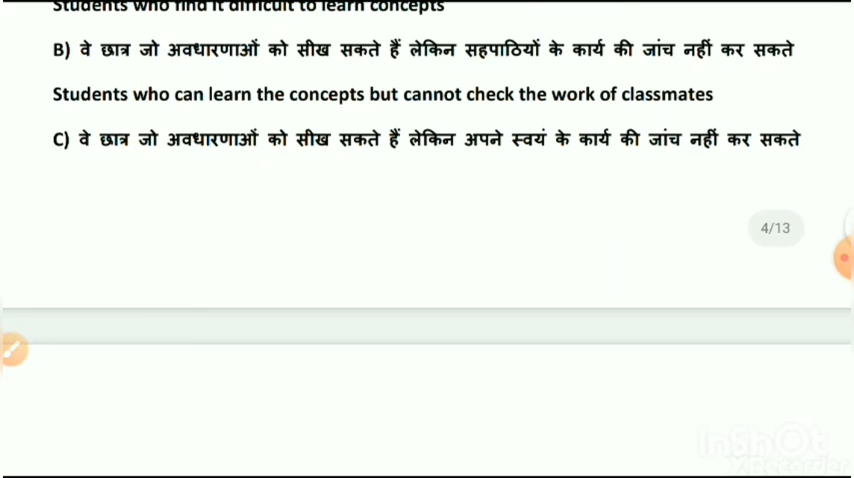 Students who find it difficult to learn concepts
B) वे छात्र जो अवधारणाओं को सीख सकते हैं लेकिन सहपाठियों के कार्य की जांच नहीं कर सकते
Students who can learn the concepts but cannot check the work of classmates
C) वे छात्र जो अवधारणाओं को सीख सकते हैं लेकिन अपने स्वयं के कार्य की जांच नहीं कर सकते
4/13
InShOt
Recorder